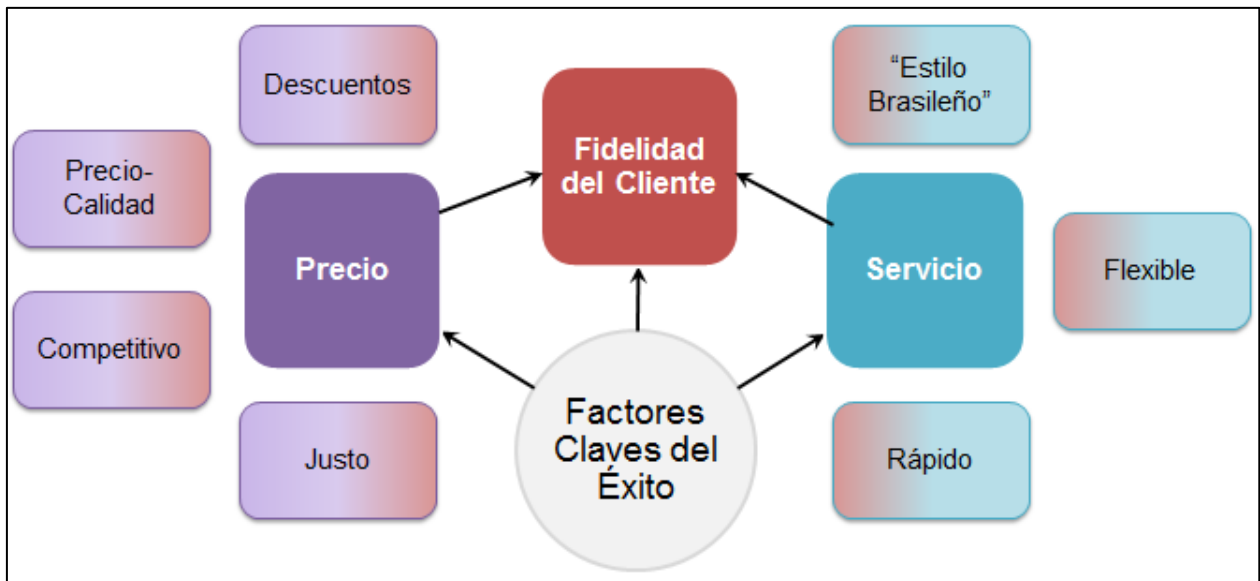 Descuentos
“Estilo
Brasileño”
Fidelidad
del Cliente
Precio-
Calidad
Precio
Servicio
Flexible
Competitivo
Factores
Claves del
Éxito
Justo
Rápido